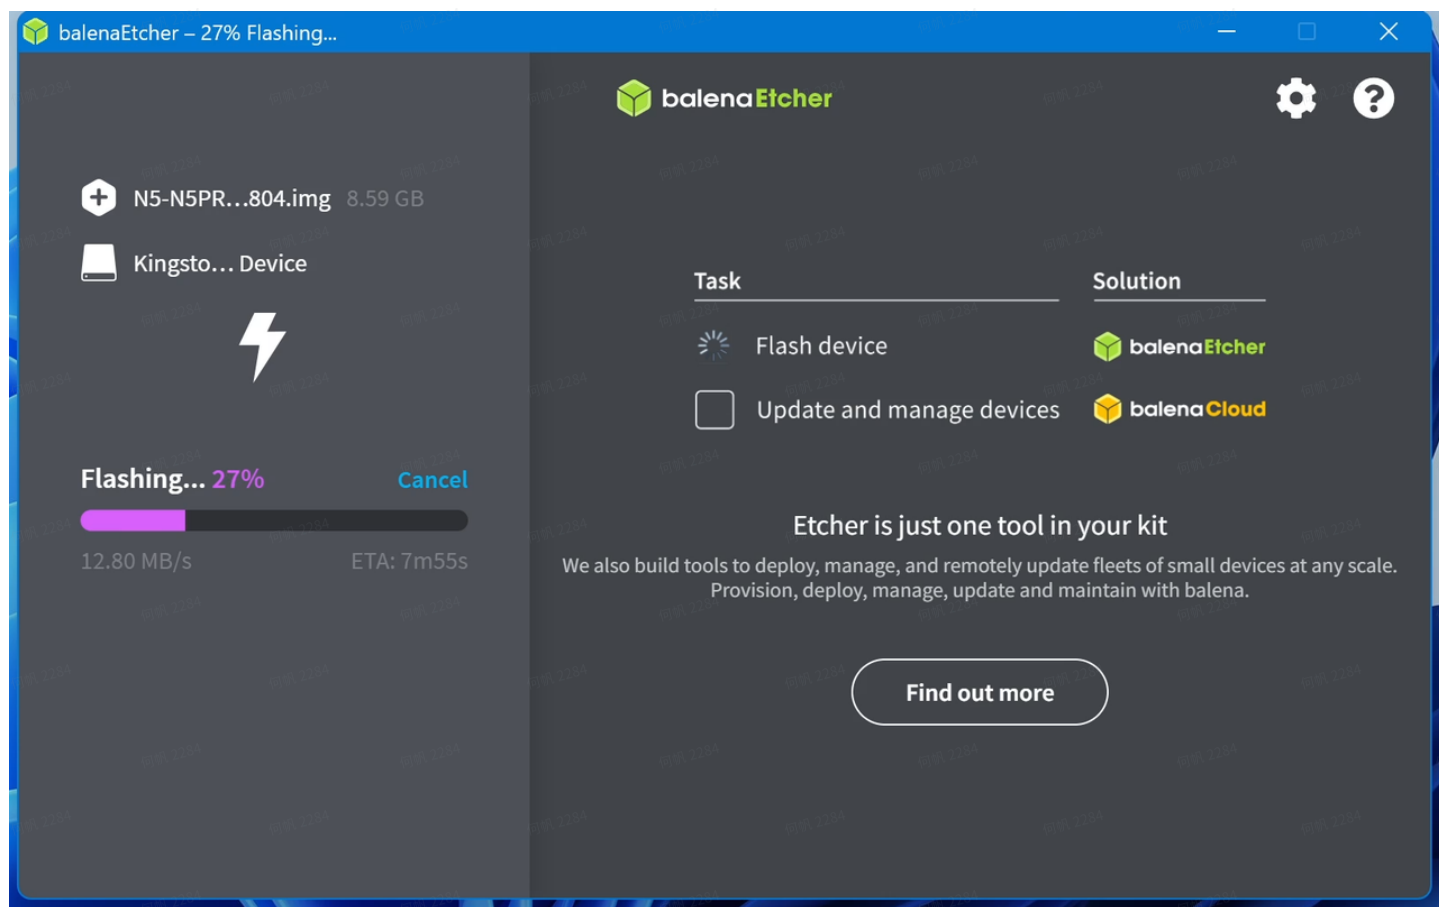 balenaEtcher – 27% Flashing...
balenaEtcher
N5-N5PR...804.img 8.59 GB
Kingsto... Device
Task Solution
Flash device balenaEtcher
Update and manage devices balenaCloud
Flashing... 27% Cancel
12.80 MB/s ETA: 7m55s
Etcher is just one tool in your kit
We also build tools to deploy, manage, and remotely update fleets of small devices at any scale.
Provision, deploy, manage, update and maintain with balena.
Find out more